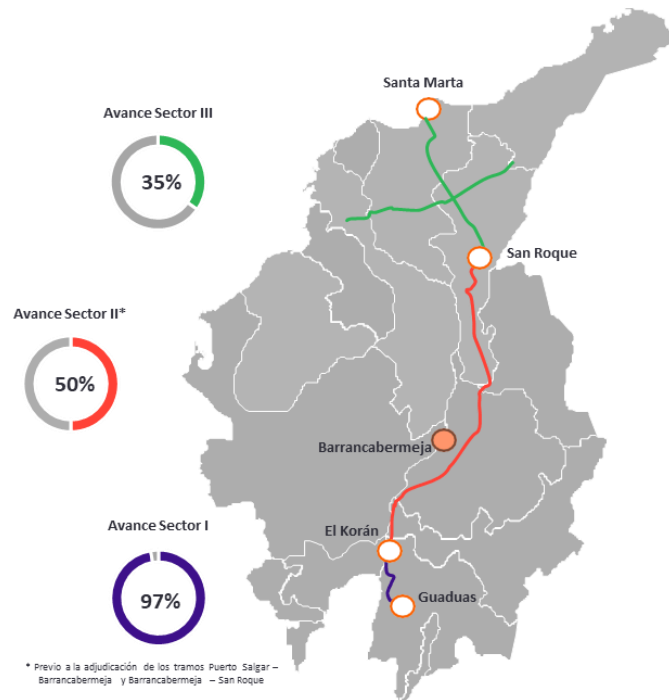 Santa Marta
Avance Sector III
35%
San Roque
Avance Sector II*
50%
Barrancabermeja
El Korán
Avance Sector I
97%
Guaduas
* Previo a la adjudicación de los tramos Puerto Salgar –
Barrancabermeja y Barrancabermeja – San Roque